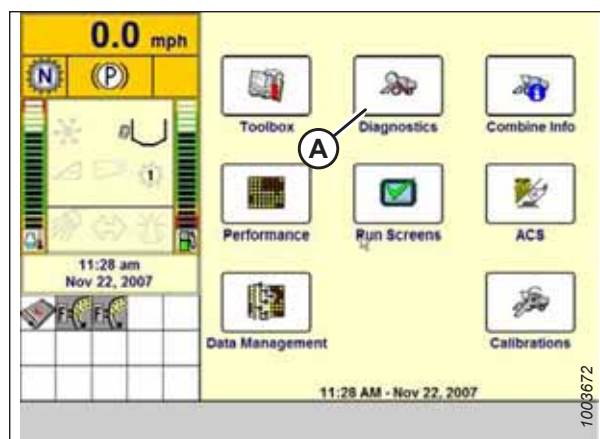 0.0 mph
N
P
1
11:28 am
Nov 22, 2007
F
F
Toolbox
Diagnostics
Combine Info
A
Performance
Run Screens
ACS
Data Management
Calibrations
11:28 AM - Nov 22, 2007
1003672